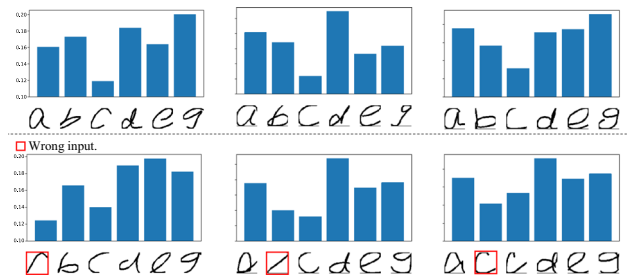 0.20
0.18
0.16
0.14
0.12
0.10
a b c d e g
a b c d e g
a b c d e g
Wrong input.
0.20
0.18
0.16
0.14
0.12
0.10
b c d e g
a c d e g
a c c d e g